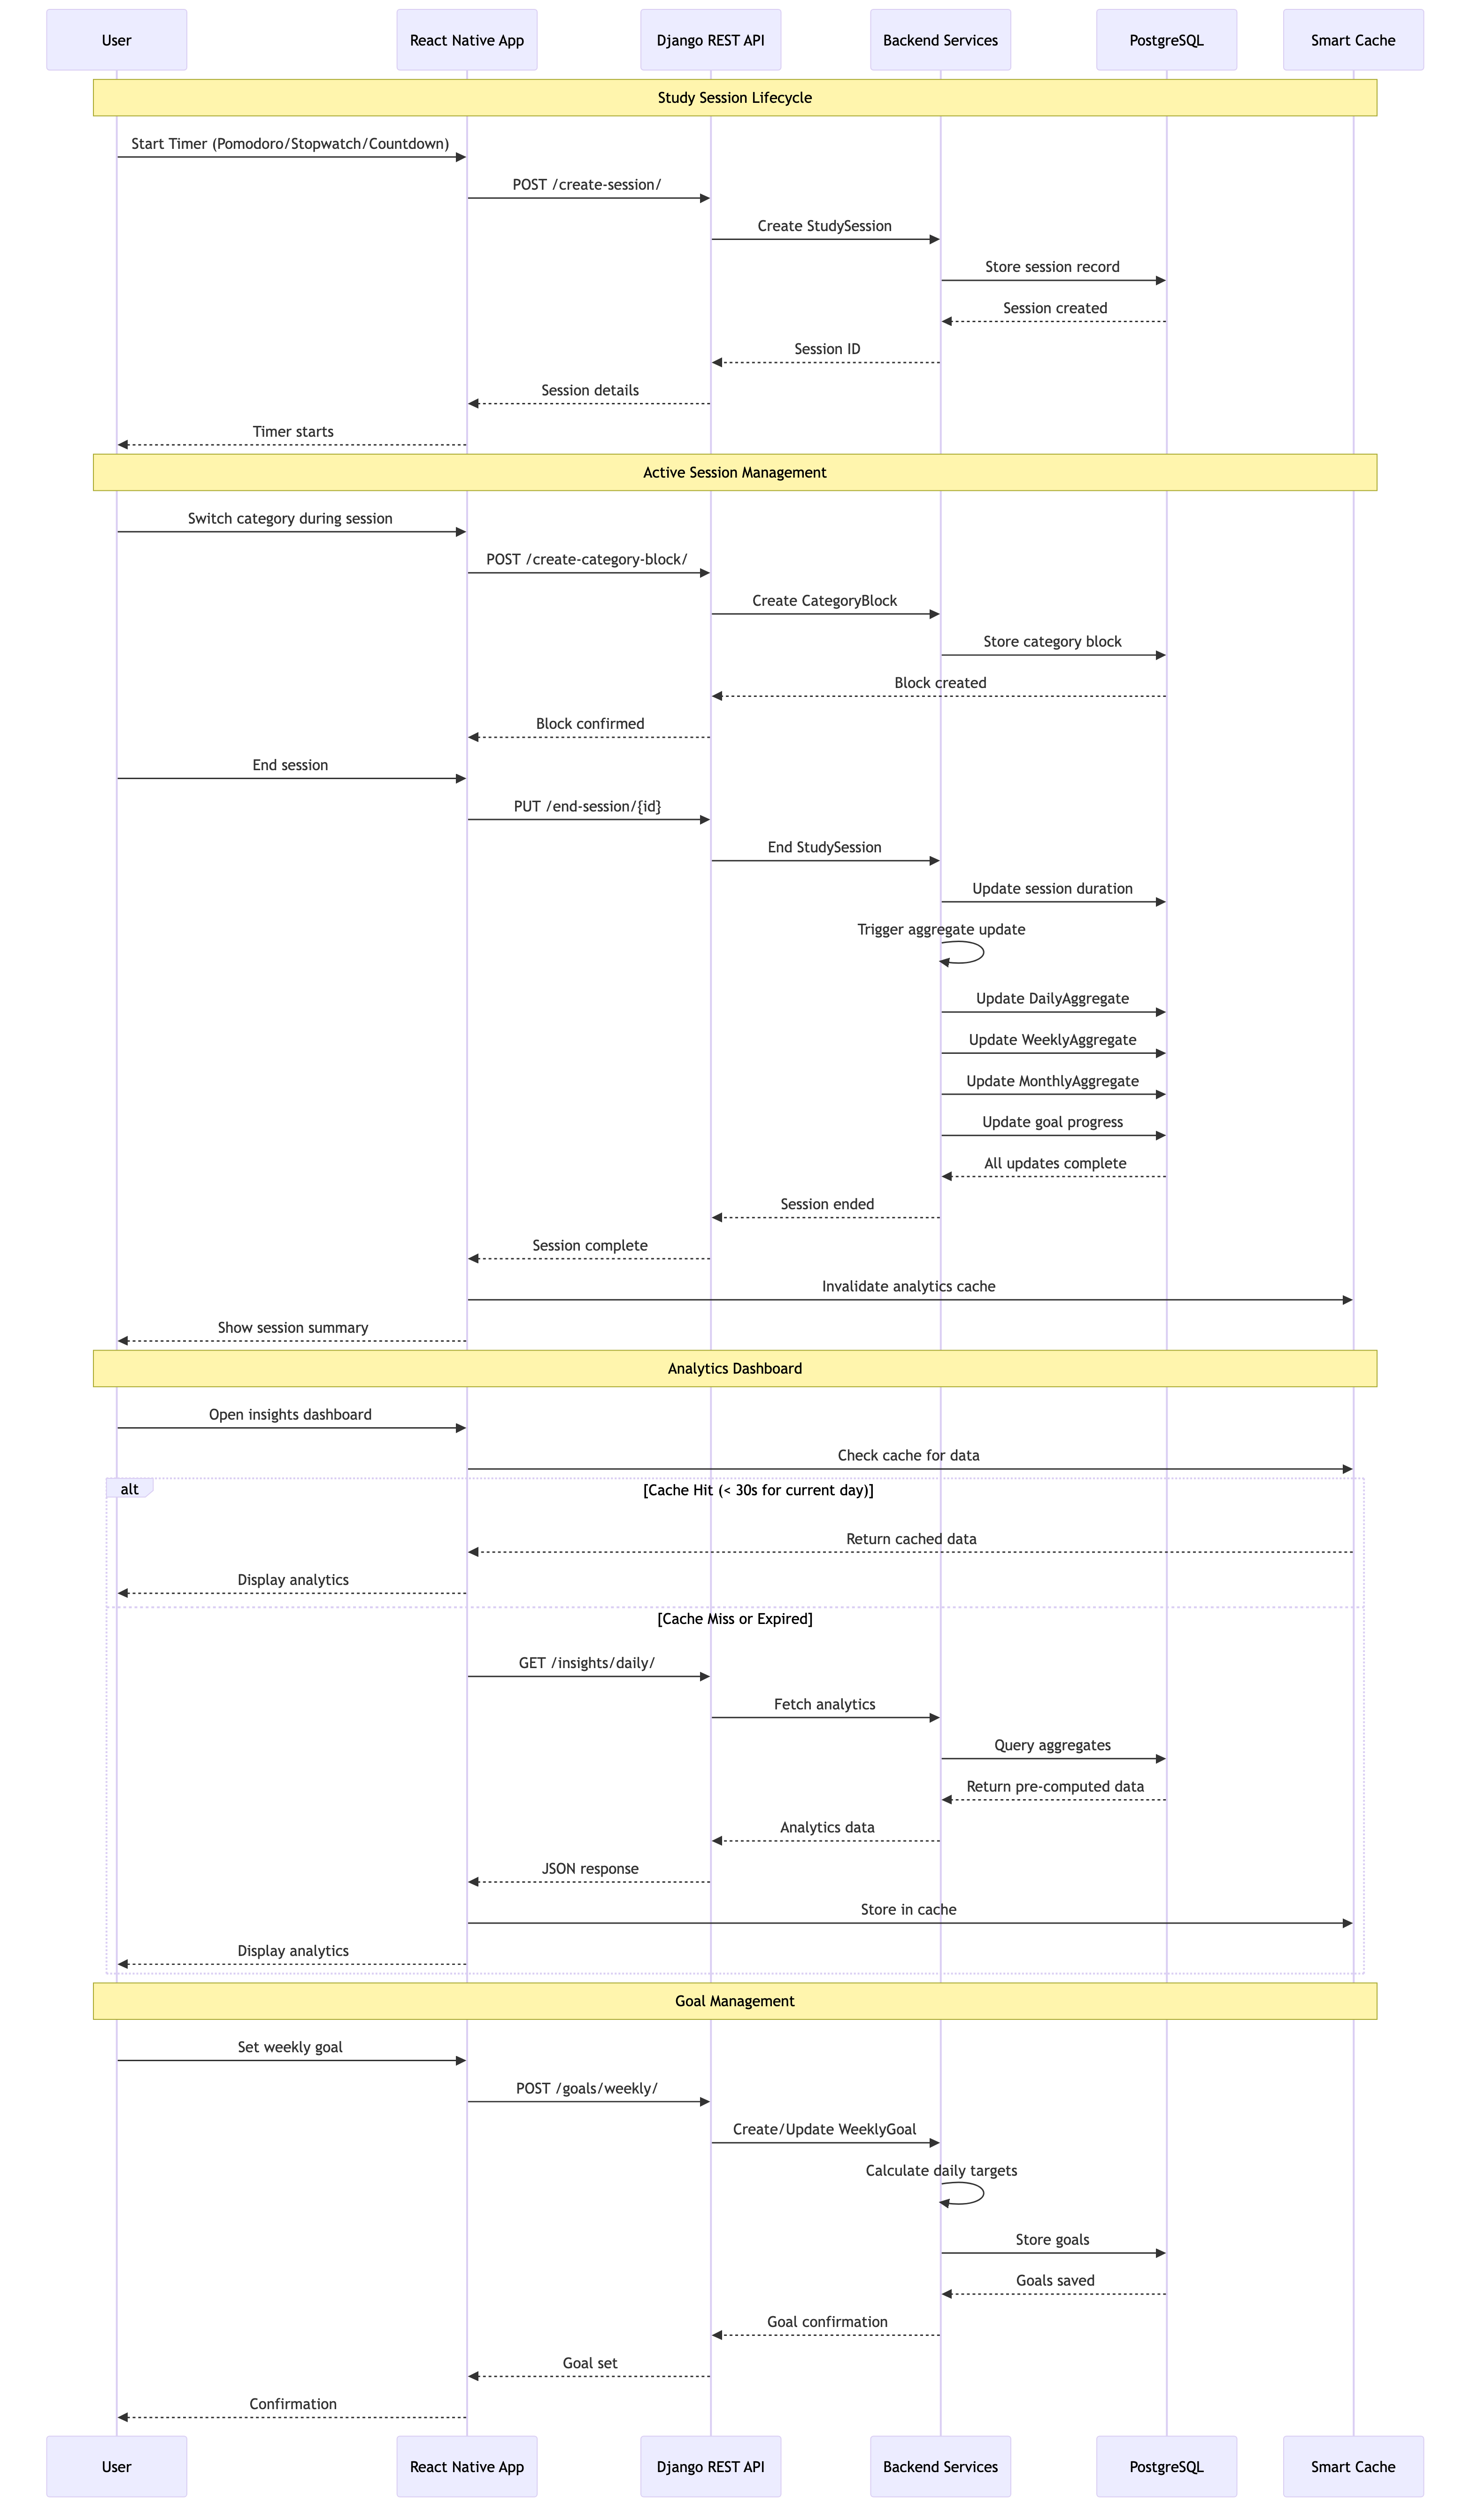 User
React Native App
Django REST API
Backend Services
PostgreSQL
Smart Cache
Study Session Lifecycle
Start Timer (Pomodoro/Stopwatch/Countdown)
POST /create-session/
Create StudySession
Store session record
Session created
Session ID
Session details
Timer starts
Active Session Management
Switch category during session
POST /create-category-block/
Create CategoryBlock
Store category block
Block created
Block confirmed
End session
PUT /end-session/{id}
End StudySession
Update session duration
Trigger aggregate update
Update DailyAggregate
Update WeeklyAggregate
Update MonthlyAggregate
Update goal progress
All updates complete
Session ended
Session complete
Invalidate analytics cache
Show session summary
Analytics Dashboard
Open insights dashboard
Check cache for data
alt
[Cache Hit (< 30s for current day)]
Return cached data
Display analytics
[Cache Miss or Expired]
GET /insights/daily/
Fetch analytics
Query aggregates
Return pre-computed data
Analytics data
JSON response
Store in cache
Display analytics
Goal Management
Set weekly goal
POST /goals/weekly/
Create/Update WeeklyGoal
Calculate daily targets
Store goals
Goals saved
Goal confirmation
Goal set
Confirmation
User
React Native App
Django REST API
Backend Services
PostgreSQL
Smart Cache